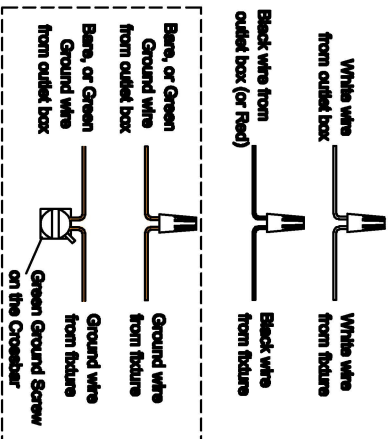 White wire
from outlet box
White wire
from fixture
Black wire from
outlet box (or Red)
Black wire
from fixture
Bare, or Green
Ground wire
from outlet box
Ground wire
from fixture
Bare, or Green
Ground wire
from outlet box
Ground wire
from fixture
Green Ground Screw
on the Crossbar